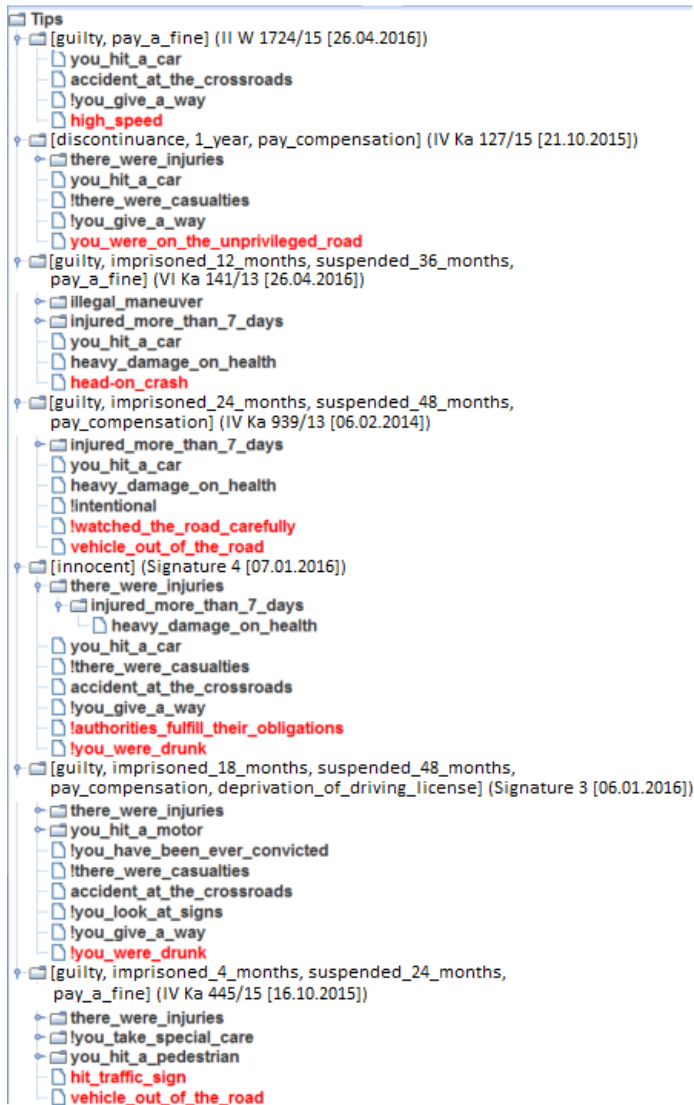 Tips
[guilty, pay_a_fine] (II W 1724/15 [26.04.2016])
you_hit_a_car
accident_at_the_crossroads
!you_give_a_way
high_speed
[discontinuance, 1_year, pay_compensation] (IV Ka 127/15 [21.10.2015])
there_were_injuries
you_hit_a_car
!there_were_casualties
!you_give_a_way
you_were_on_the_unprivileged_road
[guilty, imprisoned_12_months, suspended_36_months,
pay_a_fine] (VI Ka 141/13 [26.04.2016])
illegal_maneuver
injured_more_than_7_days
you_hit_a_car
heavy_damage_on_health
head-on_crash
[guilty, imprisoned_24_months, suspended_48_months,
pay_compensation] (IV Ka 939/13 [06.02.2014])
injured_more_than_7_days
you_hit_a_car
heavy_damage_on_health
!intentional
!watched_the_road_carefully
vehicle_out_of_the_road
[innocent] (Signature 4 [07.01.2016])
there_were_injuries
injured_more_than_7_days
heavy_damage_on_health
you_hit_a_car
!there_were_casualties
accident_at_the_crossroads
!you_give_a_way
!authorities_fulfill_their_obligations
!you_were_drunk
[guilty, imprisoned_18_months, suspended_48_months,
pay_compensation, deprivation_of_driving_license] (Signature 3 [06.01.2016])
there_were_injuries
you_hit_a_motor
!you_have_been_ever_convicted
!there_were_casualties
accident_at_the_crossroads
!you_look_at_signs
!you_give_a_way
!you_were_drunk
[guilty, imprisoned_4_months, suspended_24_months,
pay_a_fine] (IV Ka 445/15 [16.10.2015])
there_were_injuries
!you_take_special_care
you_hit_a_pedestrian
hit_traffic_sign
vehicle_out_of_the_road